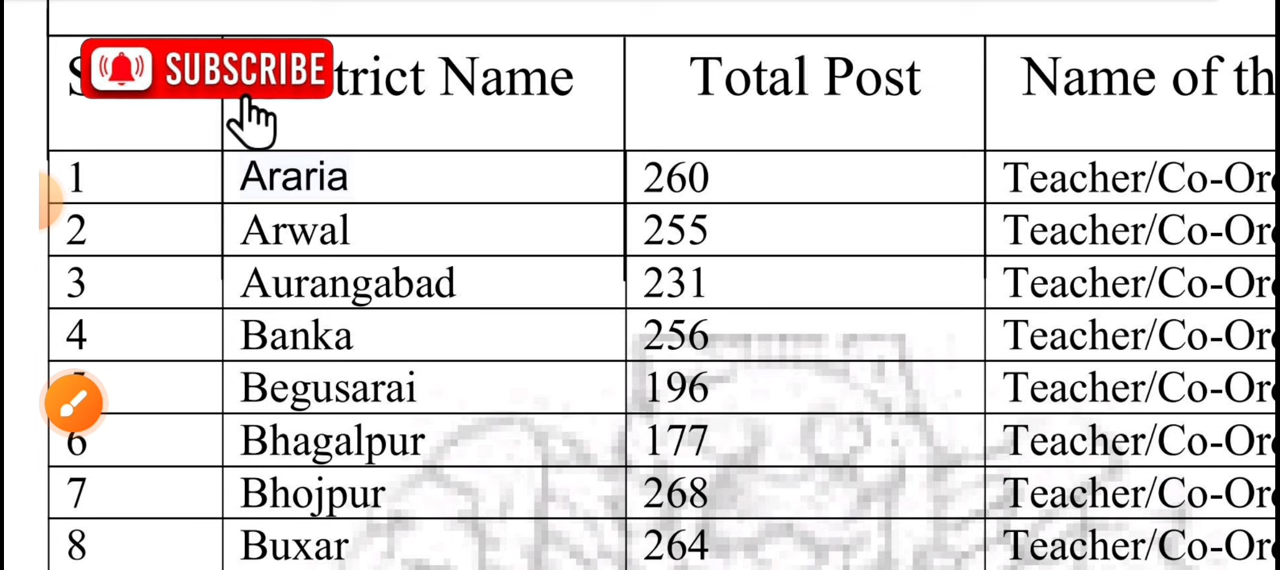 SUBSCRIBE
trict Name Total Post Name of th
1 Araria 260 Teacher/Co-Or
2 Arwal 255 Teacher/Co-Or
3 Aurangabad 231 Teacher/Co-Or
4 Banka 256 Teacher/Co-Or
Begusarai 196 Teacher/Co-Or
6 Bhagalpur 177 Teacher/Co-Or
7 Bhojpur 268 Teacher/Co-Or
8 Buxar 264 Teacher/Co-Or